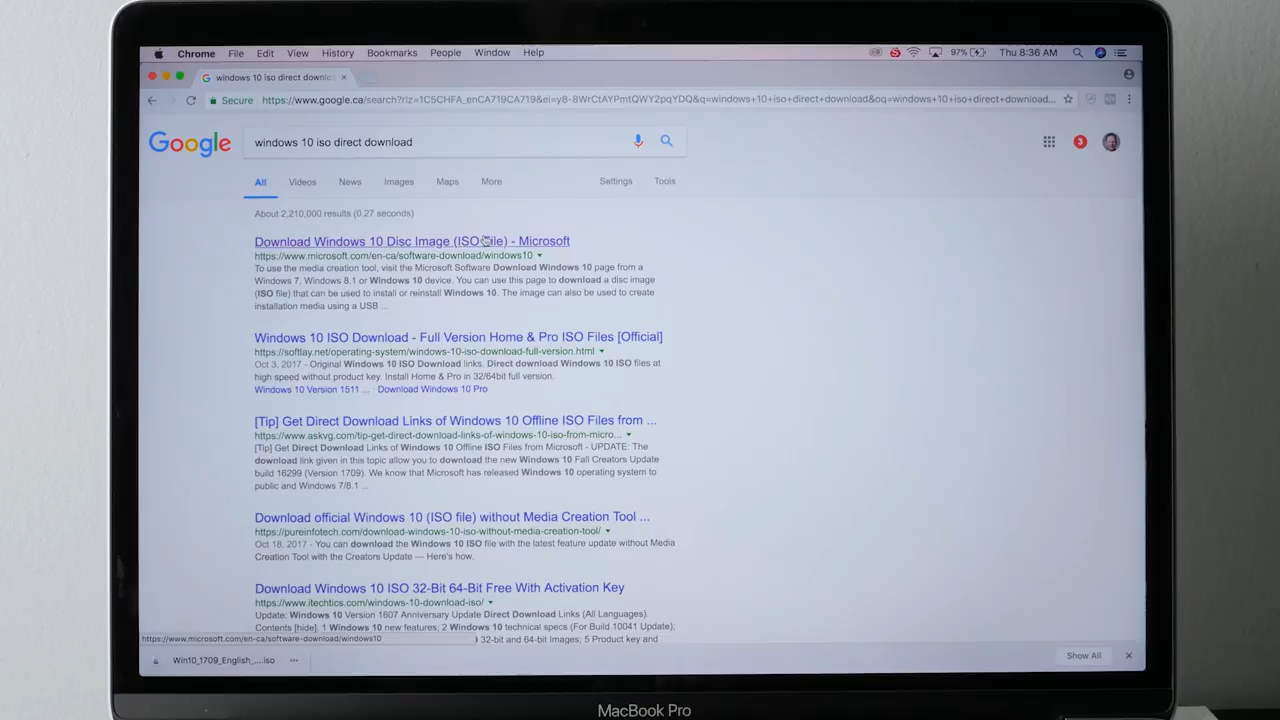 Chrome File Edit View History Bookmarks People Window Help 97% Thu 8:36 AM
windows 10 iso direct downlo
Secure https://www.google.ca/search?rlz=1C5CHFA_enCA719CA719&ei=y8-8WrCtAYPmtQWY2pqYDQ&q=windows+10+iso+direct+download&oq=windows+10+iso+direct+download...
Google windows 10 iso direct download 3
All Videos News Images Maps More Settings Tools
About 2,210,000 results (0.27 seconds)
Download Windows 10 Disc Image (ISO file) - Microsoft
https://www.microsoft.com/en-ca/software-download/windows10
To use the media creation tool, visit the Microsoft Software Download Windows 10 page from a
Windows 7, Windows 8.1 or Windows 10 device. You can use this page to download a disc image
(ISO file) that can be used to install or reinstall Windows 10. The image can also be used to create
installation media using a USB ...
Windows 10 ISO Download - Full Version Home & Pro ISO Files [Official]
https://softlay.net/operating-system/windows-10-iso-download-full-version.html
Oct 3, 2017 - Original Windows 10 ISO Download links. Direct download Windows 10 ISO files at
high speed without product key. Install Home & Pro in 32/64bit full version.
Windows 10 Version 1511 ... · Download Windows 10 Pro
[Tip] Get Direct Download Links of Windows 10 Offline ISO Files from ...
https://www.askvg.com/tip-get-direct-download-links-of-windows-10-iso-from-micro...
[Tip] Get Direct Download Links of Windows 10 Offline ISO Files from Microsoft - UPDATE: The
download link given in this topic allow you to download the new Windows 10 Fall Creators Update
build 16299 (Version 1709). We know that Microsoft has released Windows 10 operating system to
public and Windows 7/8.1 ...
Download official Windows 10 (ISO file) without Media Creation Tool ...
https://pureinfotech.com/download-windows-10-iso-without-media-creation-tool/
Oct 18, 2017 - You can download the Windows 10 ISO file with the latest feature update without Media
Creation Tool with the Creators Update — Here's how.
Download Windows 10 ISO 32-Bit 64-Bit Free With Activation Key
https://www.itechtics.com/windows-10-download-iso/
Update: Windows 10 Version 1607 Anniversary Update Direct Download Links (All Languages).
Contents [hide]. 1 Windows 10 new features; 2 Windows 10 technical specs (For Build 10041 Update);
https://www.microsoft.com/en-ca/software-download/windows10 32-bit and 64-bit Images; 5 Product key and
Win10_1709_English_....iso Show All
MacBook Pro